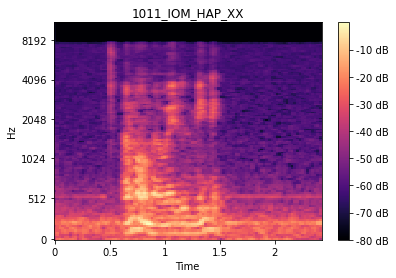 1011_IOM_HAP_XX
8192
4096
2048
1024
512
0
Hz
0
0.5
1
1.5
2
Time
-10 dB
-20 dB
-30 dB
-40 dB
-50 dB
-60 dB
-70 dB
-80 dB